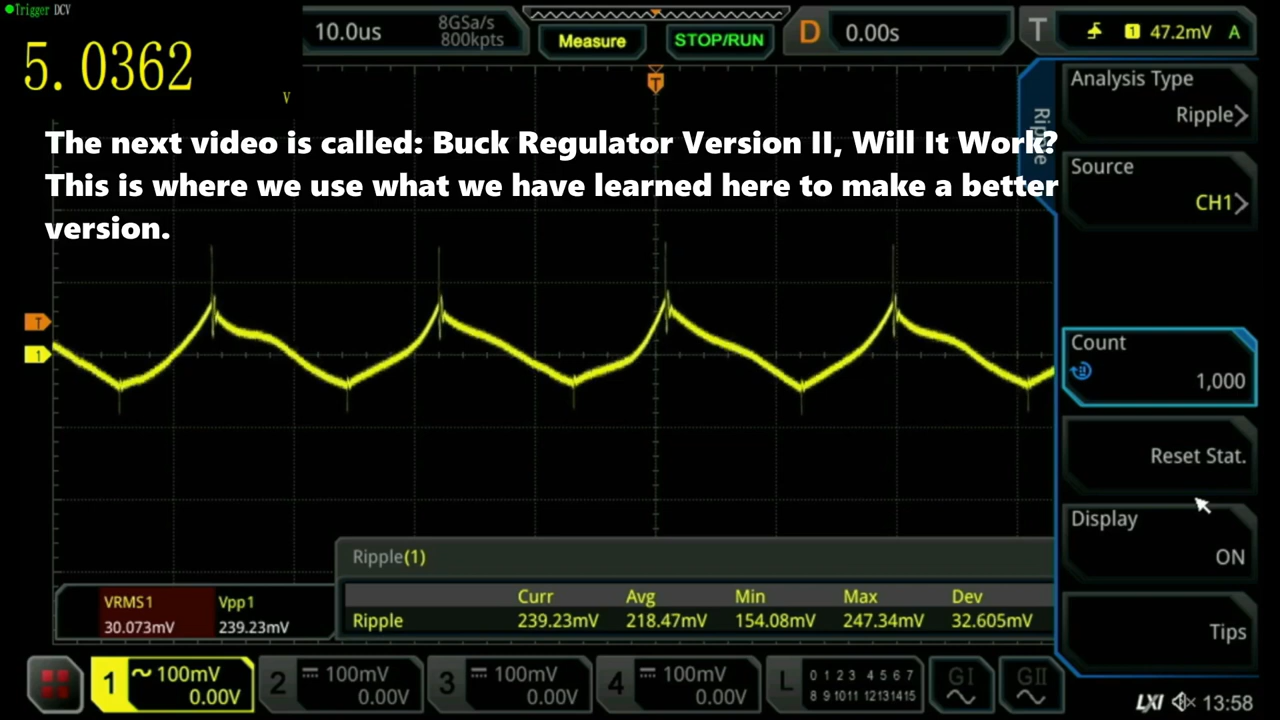 Trigger DCV
5.0362
V
10.0us
8GSa/s
800kpts
Measure
STOP/RUN
D
0.00s
T
1
47.2mV
A
T
The next video is called: Buck Regulator Version II, Will It Work?
This is where we use what we have learned here to make a better
version.
Ripple
Analysis Type
Ripple
Source
CH1
Count
1,000
Reset Stat.
Display
ON
Tips
T
1
Ripple(1)
Curr Avg Min Max Dev
Ripple 239.23mV 218.47mV 154.08mV 247.34mV 32.605mV
VRMS1 Vpp1
30.073mV 239.23mV
1 100mV
0.00V
2 100mV
0.00V
3 100mV
0.00V
4 100mV
0.00V
L
0 1 2 3 4 5 6 7
8 9 10 11 12 13 14 15
GI
GII
LXI
13:58